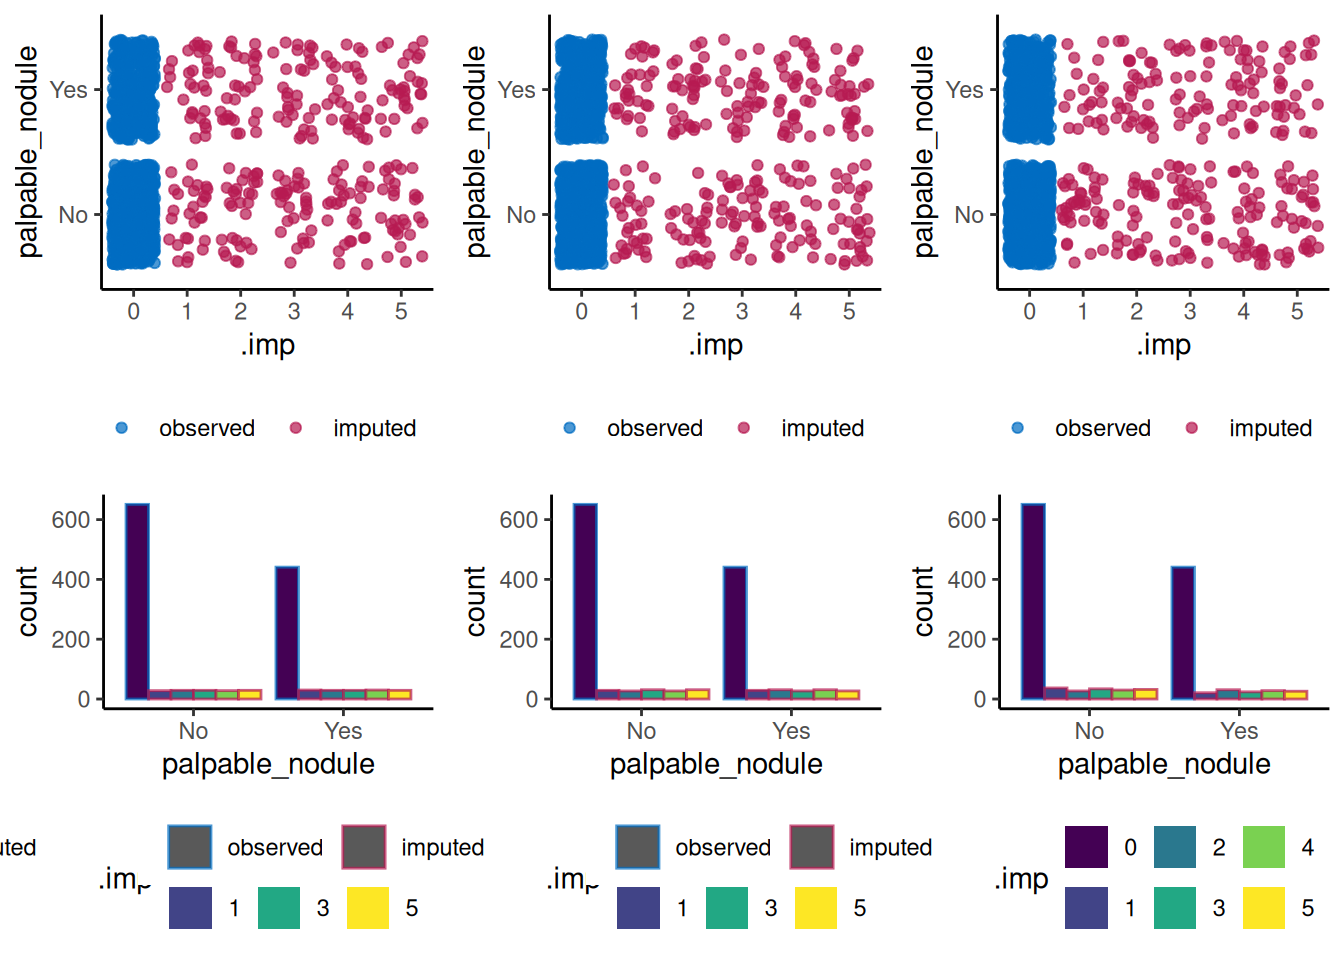 palpable_nodule
Yes
No
0 1 2 3 4 5
.imp
observed imputed
palpable_nodule
Yes
No
0 1 2 3 4 5
.imp
observed imputed
palpable_nodule
Yes
No
0 1 2 3 4 5
.imp
observed imputed
count
600
400
200
0
No Yes
palpable_nodule
count
600
400
200
0
No Yes
palpable_nodule
count
600
400
200
0
No Yes
palpable_nodule
uted
observed imputed
.imp
1 3 5
observed imputed
.imp
1 3 5
0 2 4
.imp
1 3 5